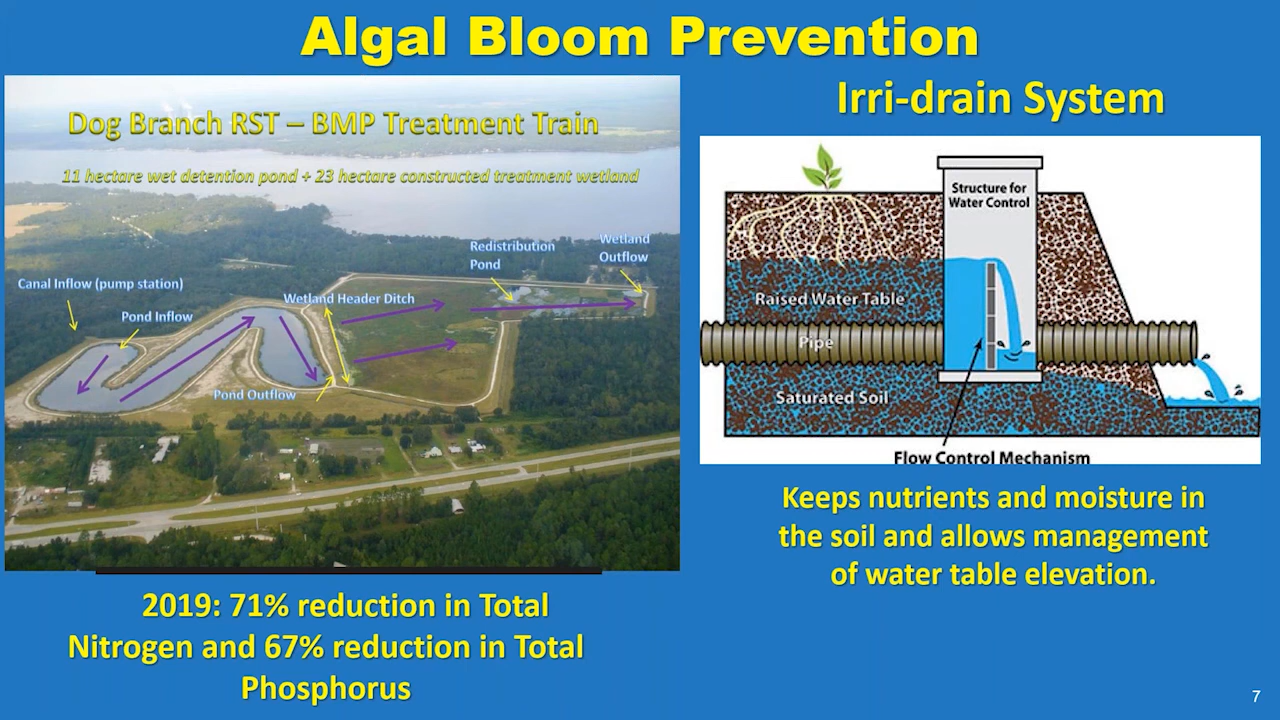 Algal Bloom Prevention
Dog Branch RST – BMP Treatment Train
11 hectare wet detention pond + 23 hectare constructed treatment wetland
Canal Inflow (pump station)
Pond Inflow
Wetland Header Ditch
Redistribution
Pond
Wetland
Outflow
Pond Outflow
2019: 71% reduction in Total
Nitrogen and 67% reduction in Total
Phosphorus
Irri-drain System
Structure for
Water Control
Raised Water Table
Pipe
Saturated Soil
Flow Control Mechanism
Keeps nutrients and moisture in
the soil and allows management
of water table elevation.
7